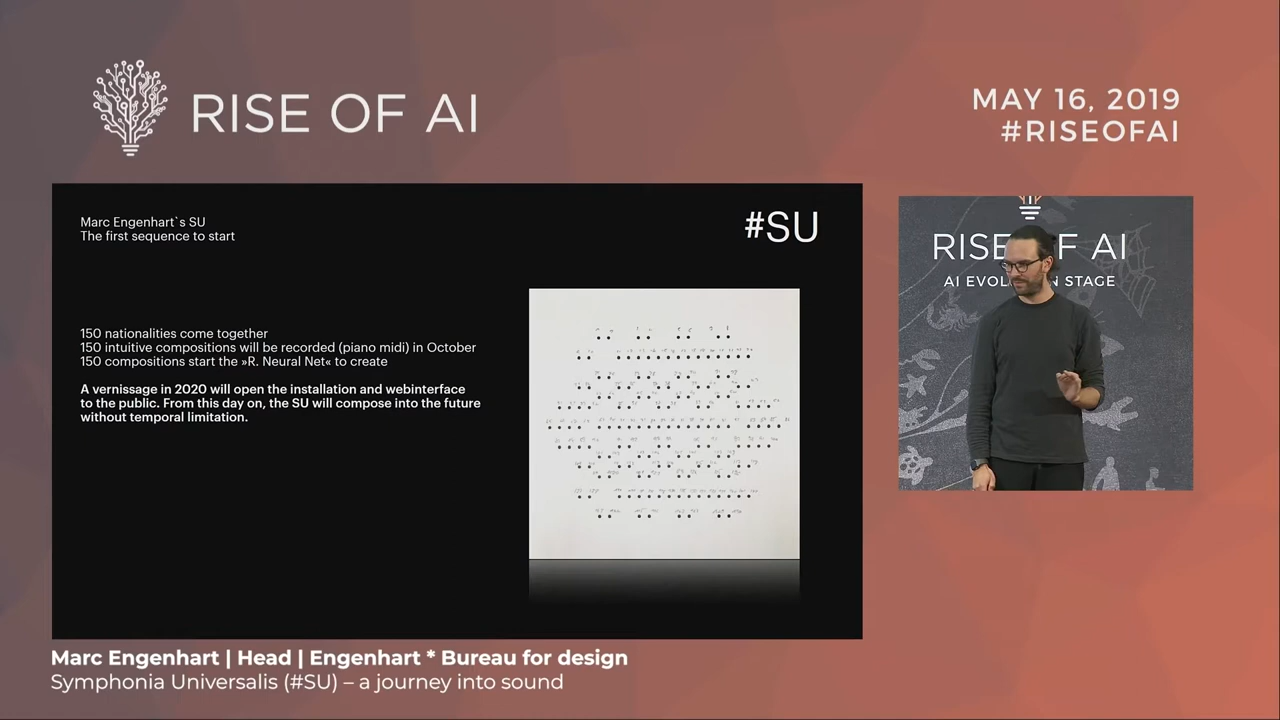 RISE OF AI
MAY 16, 2019
#RISEOFAI
Marc Engenhart`s SU
The first sequence to start
#SU
150 nationalities come together
150 intuitive compositions will be recorded (piano midi) in October
150 compositions start the »R. Neural Net« to create
A vernissage in 2020 will open the installation and webinterface
to the public. From this day on, the SU will compose into the future
without temporal limitation.
RISE OF AI
AI EVOL N STAGE
Marc Engenhart | Head | Engenhart * Bureau for design
Symphonia Universalis (#SU) – a journey into sound